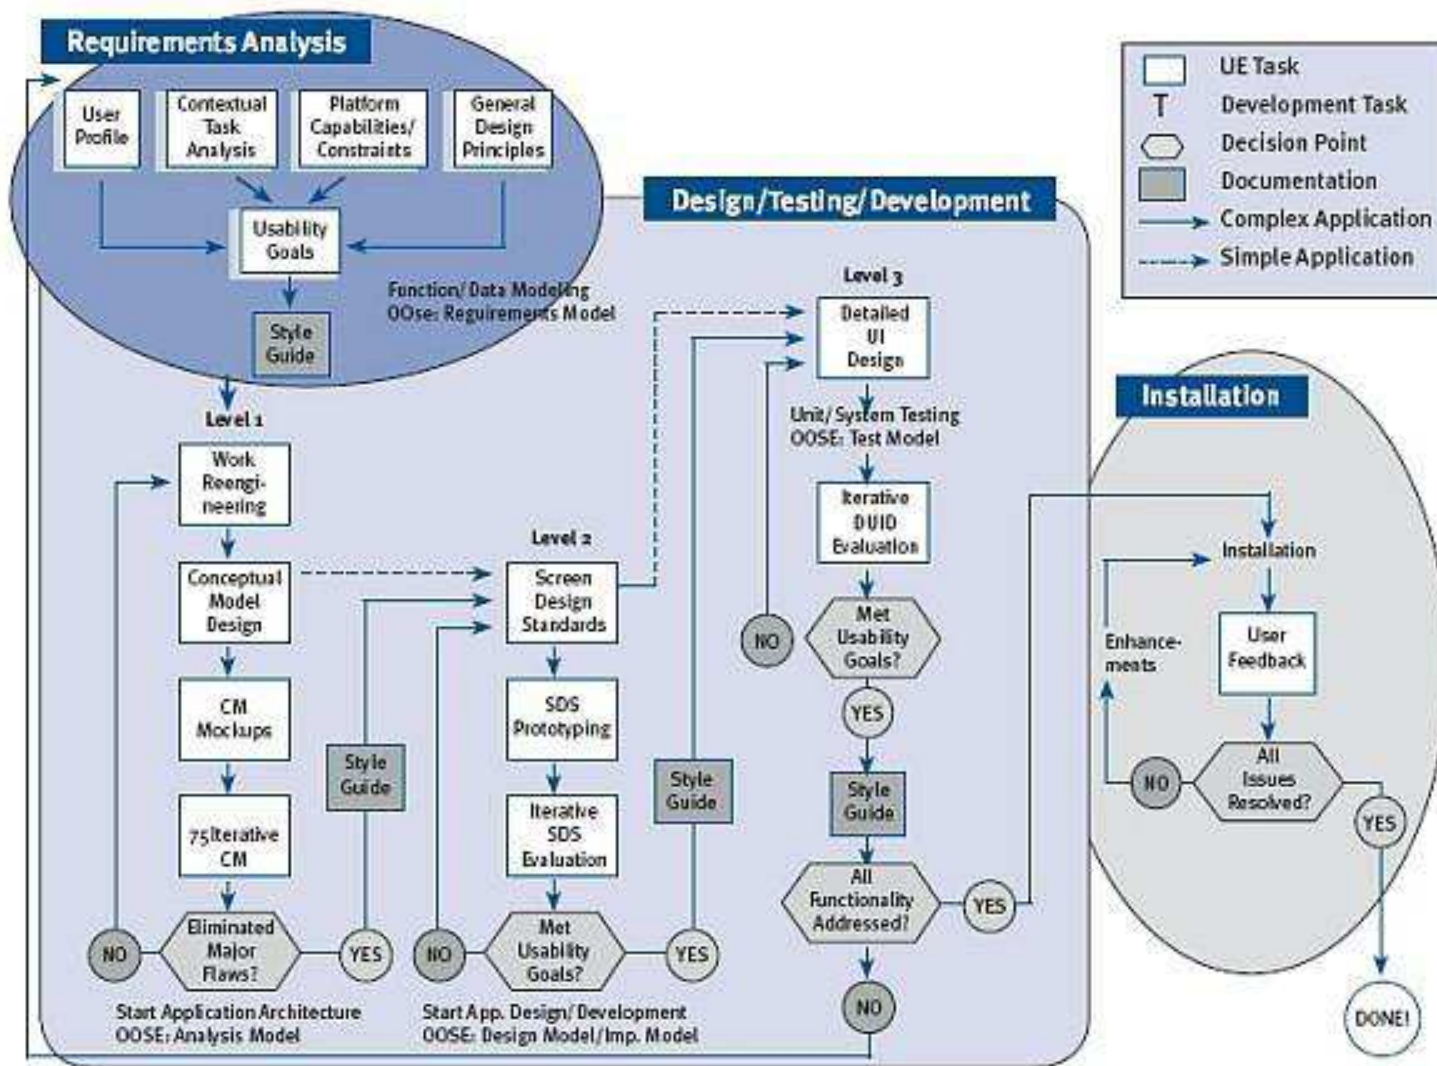 Requirements Analysis
User
Profile
Contextual
Task
Analysis
Platform
Capabilities/
Constraints
General
Design
Principles
Usability
Goals
Function/ Data Modeling
OOse: Reguirements Model
Style
Guide
UE Task
T Development Task
Decision Point
Documentation
Complex Application
Simple Application
Design/Testing/Development
Level 1
Work
Reengi-
neering
Conceptual
Model
Design
CM
Mockups
75Iterative
CM
Eliminated
Major
Flaws?
NO
YES
Style
Guide
Start Application Architecture
OOSE: Analysis Model
Level 2
Screen
Design
Standards
SDS
Prototyping
Iterative
SDS
Evaluation
Met
Usability
Goals?
NO
YES
Style
Guide
Start App. Design/Development
OOSE: Design Model/Imp. Model
Level 3
Detailed
UI
Design
Unit/System Testing
OOSE: Test Model
Iterative
DUID
Evaluation
Met
Usability
Goals?
NO
YES
Style
Guide
All
Functionality
Addressed?
YES
NO
Installation
Installation
User
Feedback
Enhance-
ments
All
Issues
Resolved?
NO
YES
DONE!